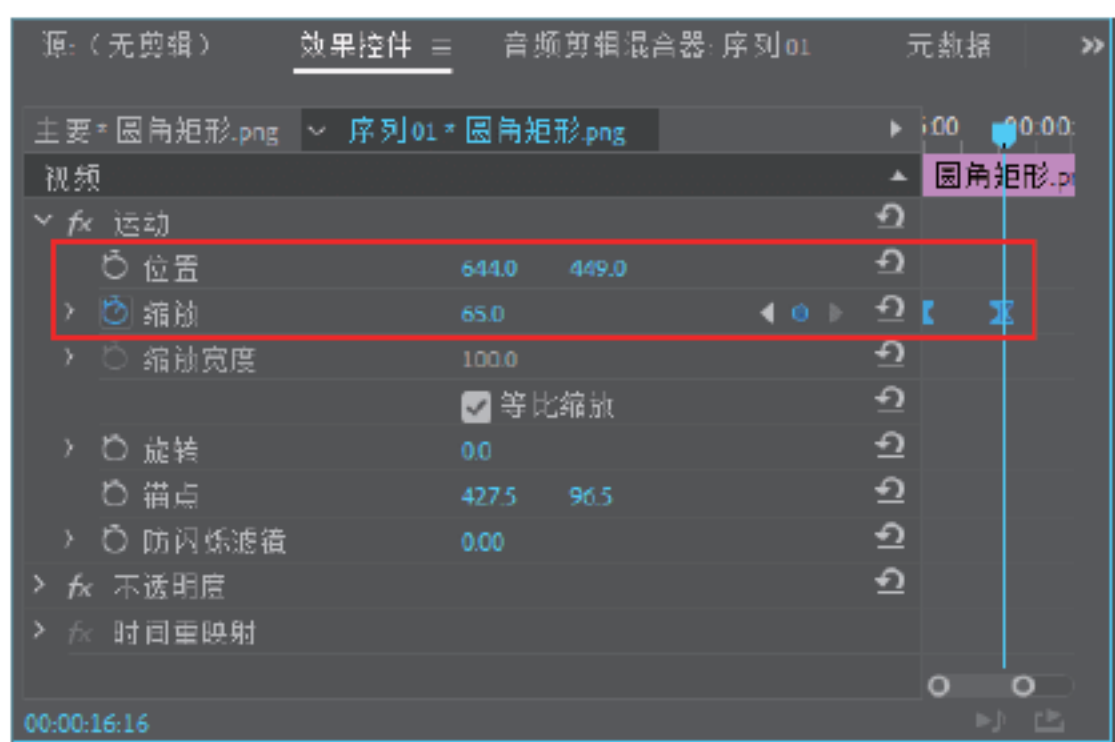 源:（无剪辑） 效果控件 音频剪辑混合器: 序列 01 元数据 »
主要* 圆角矩形.png 序列 01 * 圆角矩形.png
视频 圆角矩形.p
fx 运动
位置 644.0 449.0
缩放 65.0
缩放宽度 100.0
等比缩放
旋转 0.0
锚点 427.5 96.5
防闪烁滤镜 0.00
fx 不透明度
fx 时间重映射
00:00:16:16